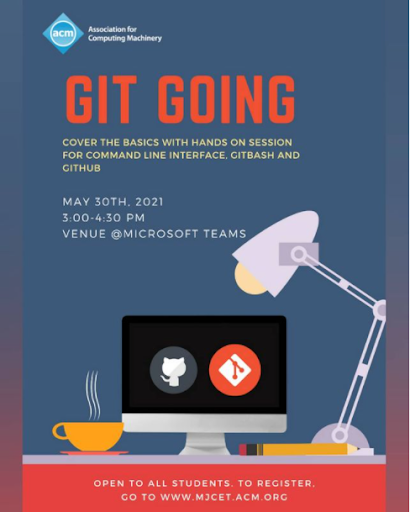 acm
Association for
Computing Machinery
GIT GOING
COVER THE BASICS WITH HANDS ON SESSION
FOR COMMAND LINE INTERFACE, GITBASH AND
GITHUB
MAY 30TH, 2021
3:00-4:30 PM
VENUE @MICROSOFT TEAMS
OPEN TO ALL STUDENTS. TO REGISTER,
GO TO WWW.MJCET.ACM.ORG